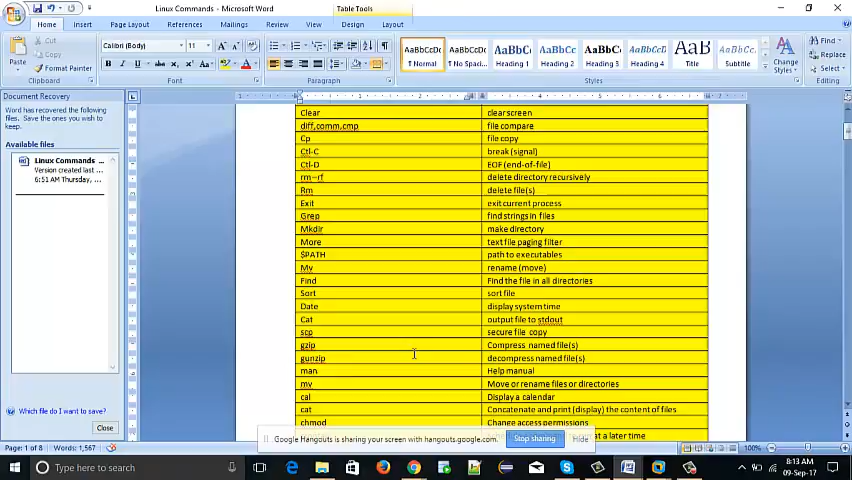 Linux Commands - Microsoft Word
Table Tools
Home Insert Page Layout References Mailings Review View Design Layout
Cut
Copy
Format Painter
Paste
Clipboard
Calibri (Body) 11
Font
Paragraph
AaBbCcDc AaBbCcDc AaBbC AaBbCc AaBbCc AaBbCc AaB AaBbCcDc
¶ Normal ¶ No Spaci... Heading 1 Heading 2 Heading 3 Heading 4 Title Subtitle
Change Styles
Styles
Find
Replace
Select
Editing
Document Recovery
Word has recovered the following files. Save the ones you wish to keep.
Available files
Linux Commands ...
Version created last ...
6:51 AM Thursday, ...
Which file do I want to save?
Close
Clear clear screen
diff,comm,cmp file compare
Cp file copy
Ctl-C break (signal)
Ctl-D EOF (end-of-file)
rm–rf delete directory recursively
Rm delete file(s)
Exit exit current process
Grep find strings in files
Mkdir make directory
More text file paging filter
$PATH path to executables
Mv rename (move)
Find Find the file in all directories
Sort sort file
Date display system time
Cat output file to stdout
scp secure file copy
gzip Compress named file(s)
gunzip decompress named file(s)
man Help manual
mv Move or rename files or directories
cal Display a calendar
cat Concatenate and print (display) the content of files
chmod Change access permissions
at a later time
Google Hangouts is sharing your screen with hangouts.google.com. Stop sharing Hide
Page: 1 of 8 Words: 1,567 100%
Type here to search
8:13 AM
09-Sep-17